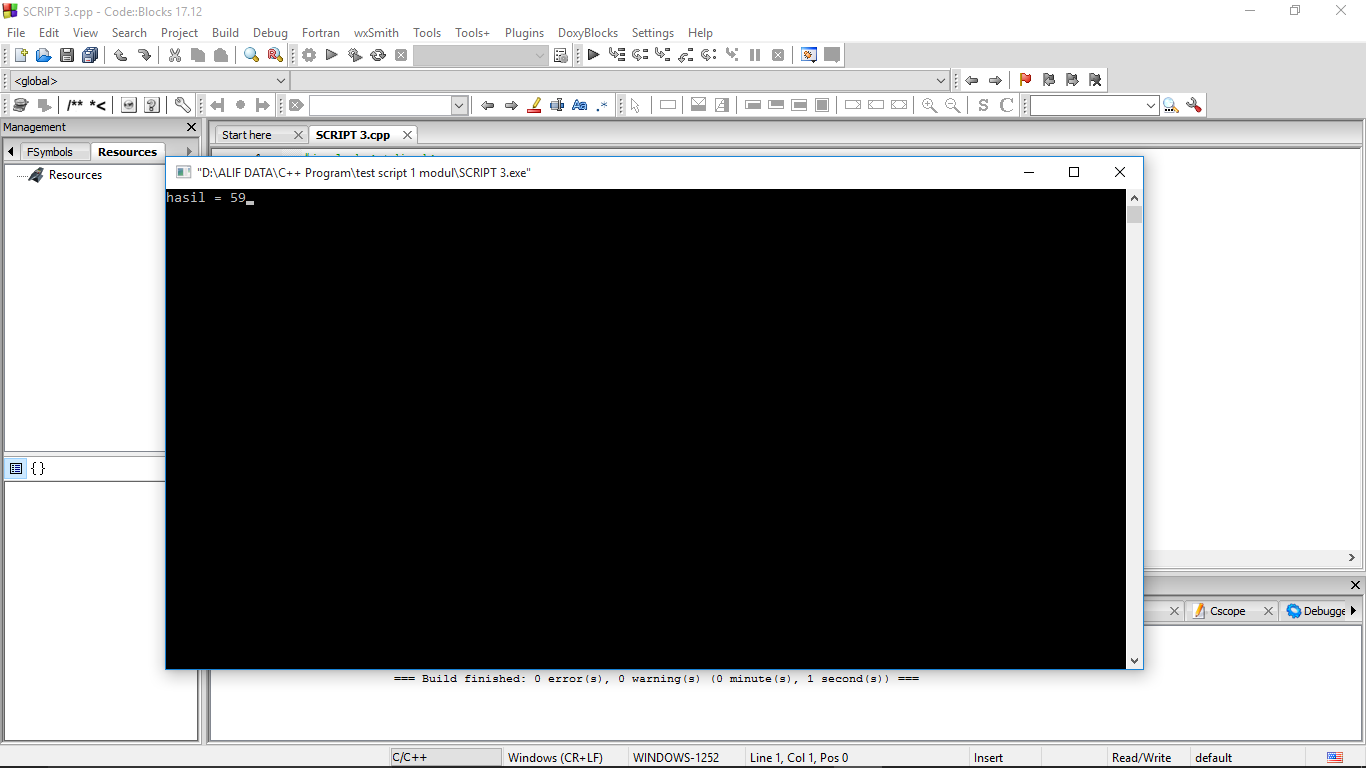 SCRIPT 3.cpp - Code::Blocks 17.12
File Edit View Search Project Build Debug Fortran wxSmith Tools Tools+ Plugins DoxyBlocks Settings Help
<global>
/** *<
Aa .*
S C
Management
Start here SCRIPT 3.cpp
FSymbols Resources
Resources
"D:\ALIF DATA\C++ Program\test script 1 modul\SCRIPT 3.exe"
hasil = 59
{}
Cscope Debugge
=== Build finished: 0 error(s), 0 warning(s) (0 minute(s), 1 second(s)) ===
C/C++ Windows (CR+LF) WINDOWS-1252 Line 1, Col 1, Pos 0 Insert Read/Write default